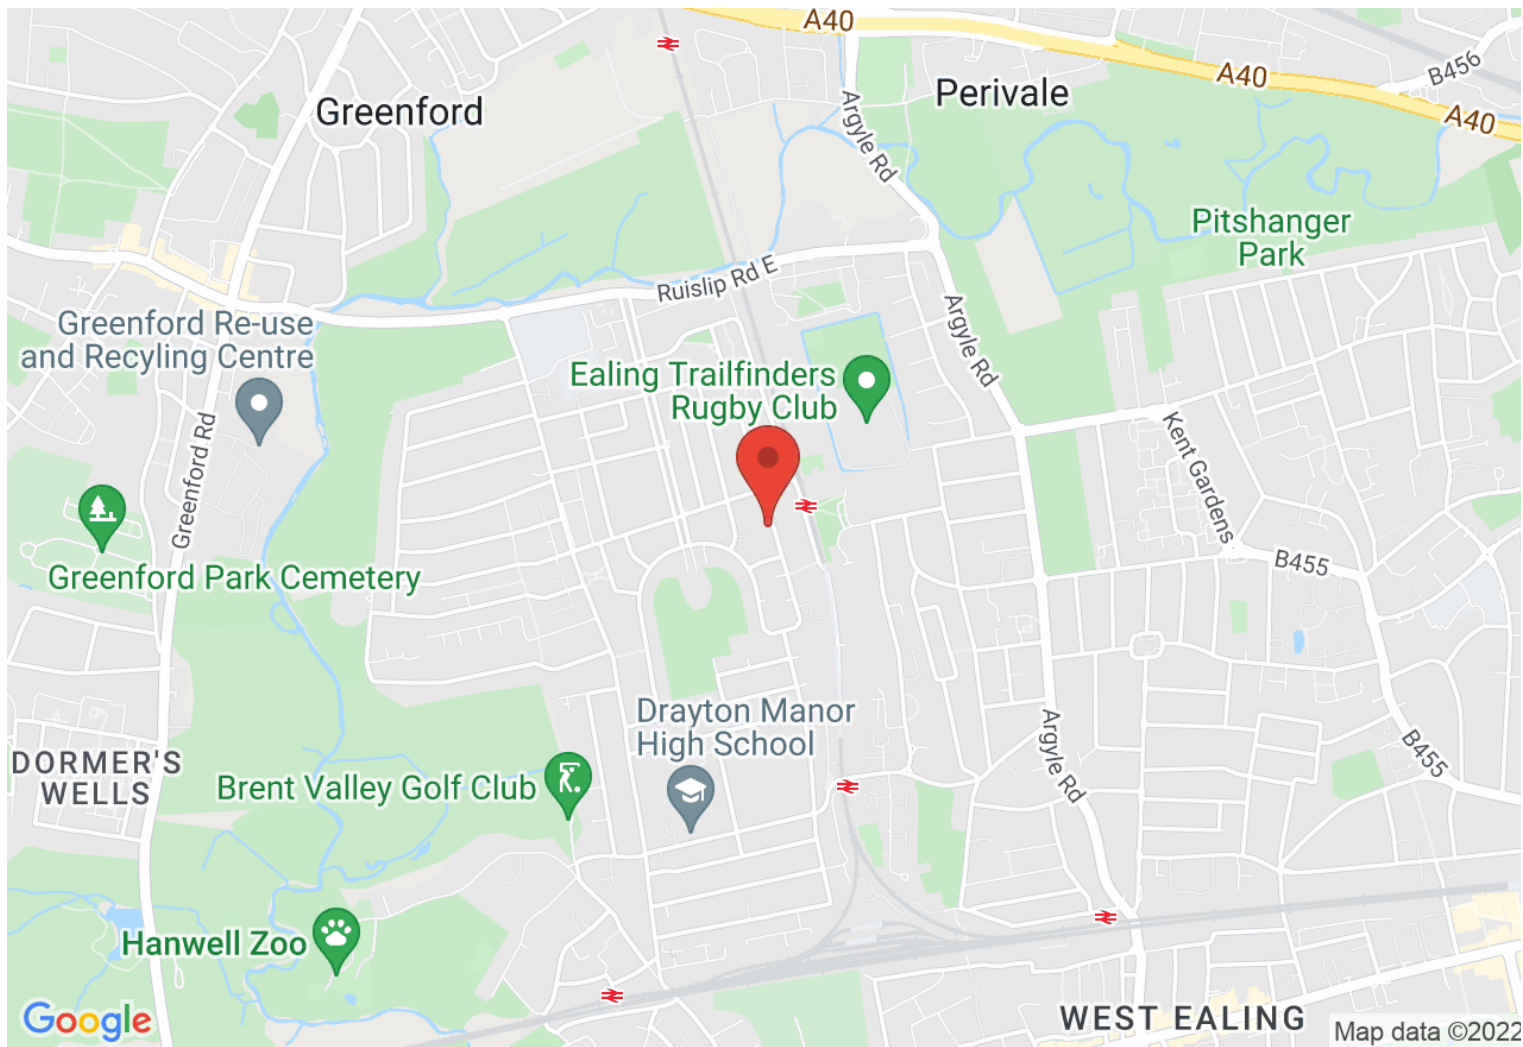 A40
Greenford
Perivale
A40
B456
A40
Argyle Rd
Pitshanger
Park
Ruislip Rd E
Greenford Re-use
and Recyling Centre
Argyle Rd
Ealing Trailfinders
Rugby Club
Greenford Rd
Kent Gardens
B455
Greenford Park Cemetery
Drayton Manor
High School
Argyle Rd
B455
DORMER'S
WELLS
Brent Valley Golf Club
Hanwell Zoo
WEST EALING
Google
Map data ©2022